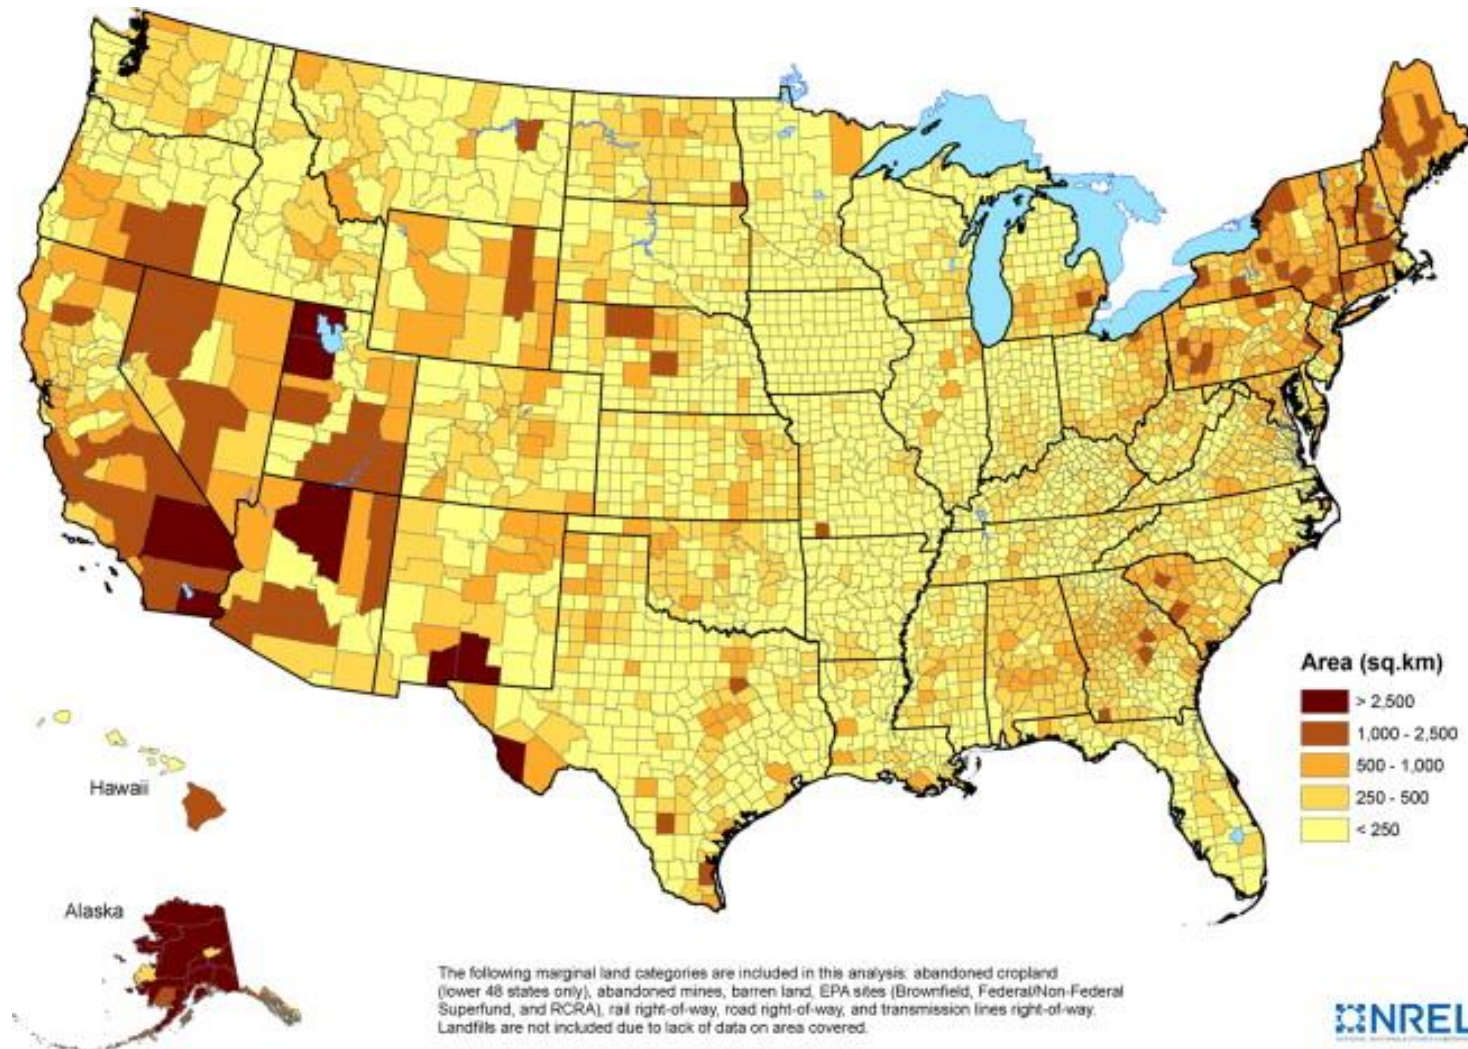 Area (sq.km)
> 2,500
1,000 - 2,500
500 - 1,000
250 - 500
< 250
Hawaii
Alaska
The following marginal land categories are included in this analysis: abandoned cropland
(lower 48 states only), abandoned mines, barren land, EPA sites (Brownfield, Federal/Non-Federal
Superfund, and RCRA), rail right-of-way, road right-of-way, and transmission lines right-of-way.
Landfills are not included due to lack of data on area covered.
NREL